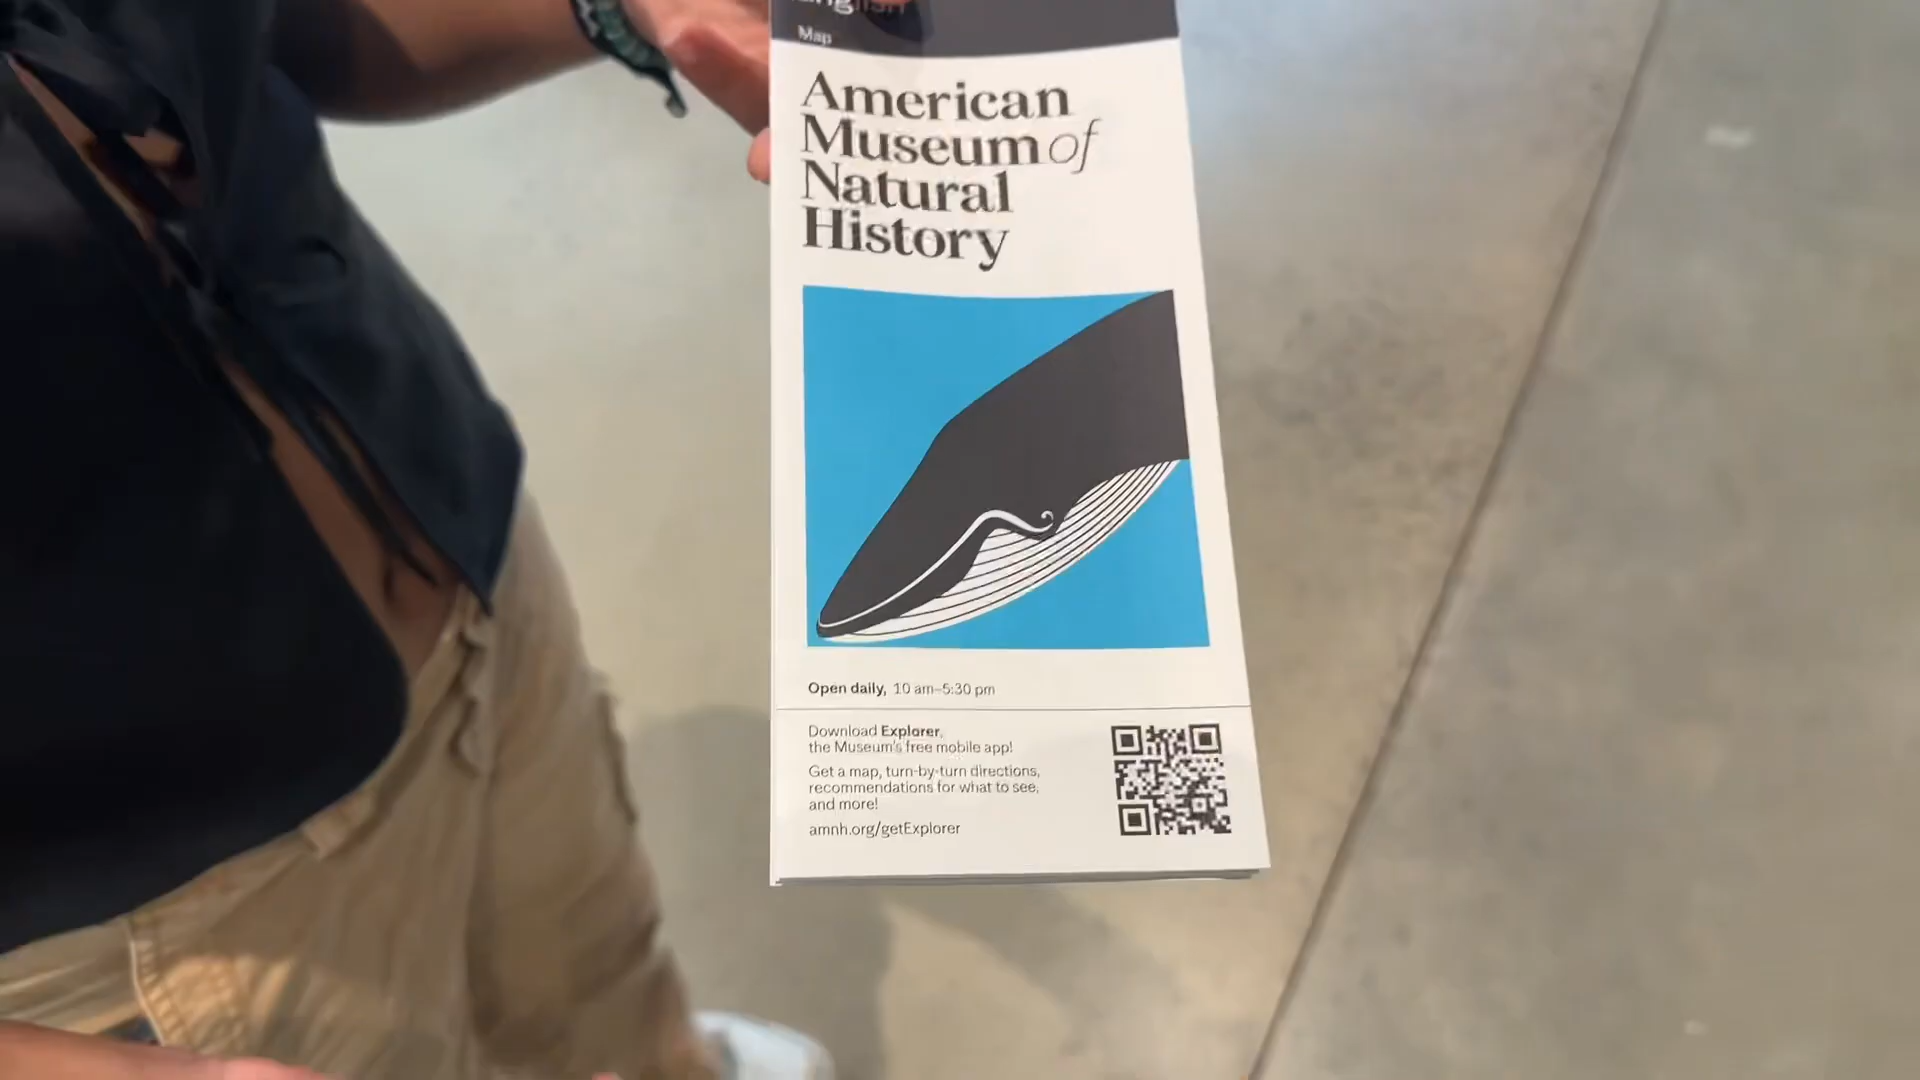 English
Map
American
Museum of
Natural
History
Open daily, 10 am–5:30 pm
Download Explorer,
the Museum's free mobile app!
Get a map, turn-by-turn directions,
recommendations for what to see,
and more!
amnh.org/getExplorer